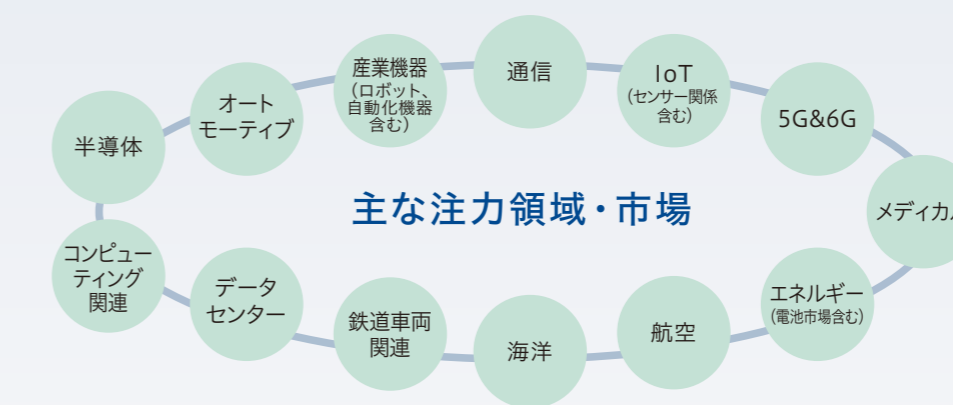 主な注力領域・市場
半導体
オート
モーティブ
産業機器
(ロボット、
自動化機器
含む)
通信
IoT
(センサー関係
含む)
5G&6G
メディカル
エネルギー
(電池市場含む)
航空
海洋
鉄道車両
関連
データ
センター
コンピュー
ティング
関連